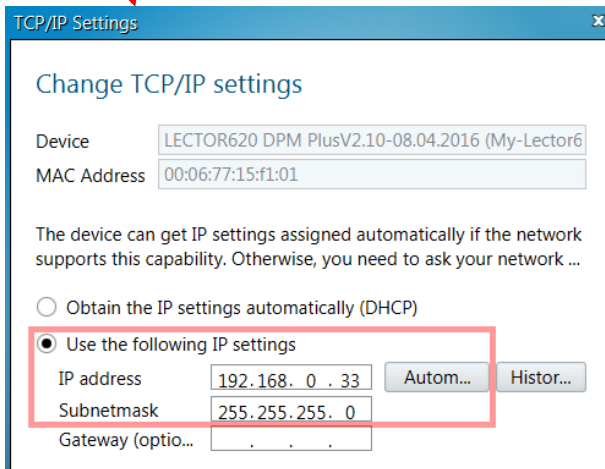 TCP/IP Settings x
Change TCP/IP settings
Device LECTOR620 DPM PlusV2.10-08.04.2016 (My-Lector6
MAC Address 00:06:77:15:f1:01
The device can get IP settings assigned automatically if the network
supports this capability. Otherwise, you need to ask your network ...
Obtain the IP settings automatically (DHCP)
Use the following IP settings
IP address 192.168. 0 . 33 Autom... Histor...
Subnetmask 255.255.255. 0
Gateway (optio... . . .